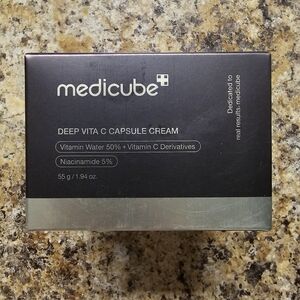 medicube
DEEP VITA C CAPSULE CREAM
Vitamin Water 50% + Vitamin C Derivatives
Niacinamide 5%
55 g / 1.94 oz.
Dedicated to
real results. medicube